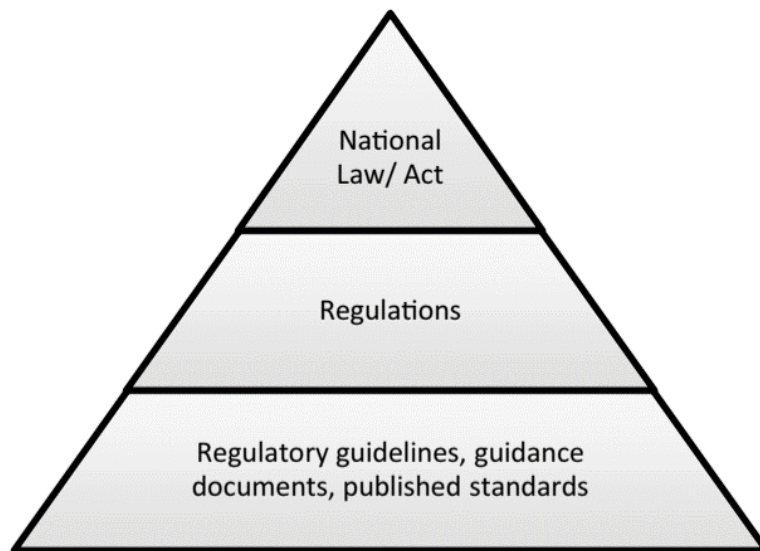 National
Law/ Act
Regulations
Regulatory guidelines, guidance
documents, published standards